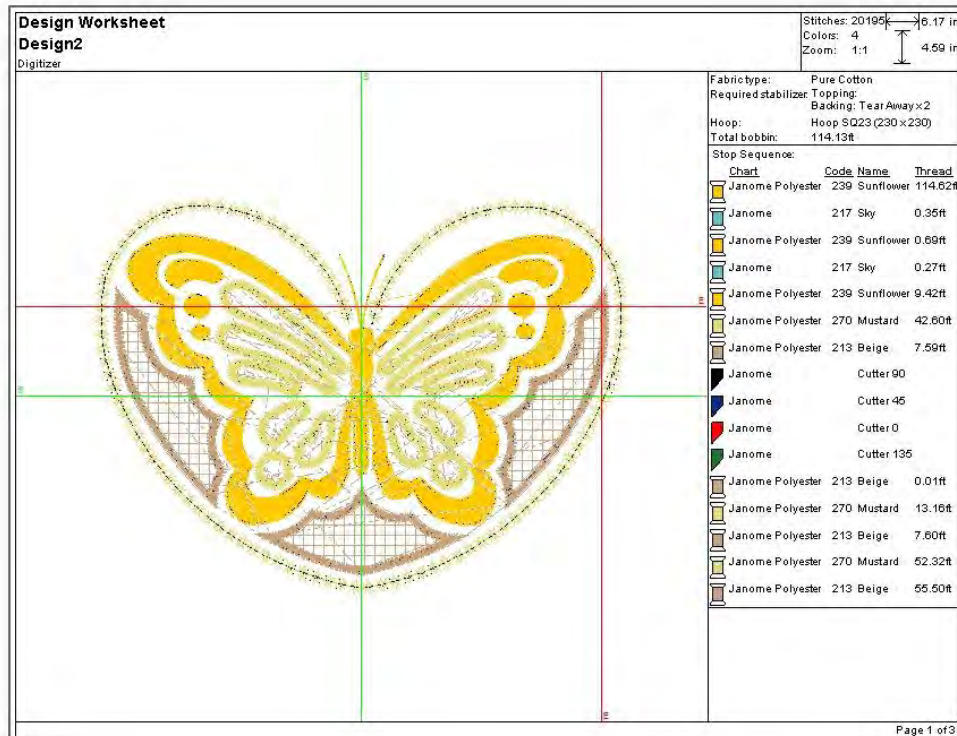 Design Worksheet
Design2
Digitizer
Stitches: 20195
6.17 in
Colors: 4
Zoom: 1:1
4.59 in
Fabric type: Pure Cotton
Required stabilizer: Topping:
Backing: Tear Away x 2
Hoop: Hoop SQ23 (230 x 230)
Total bobbin: 114.13ft
Stop Sequence:
Chart Code Name Thread
Janome Polyester 239 Sunflower 114.62ft
Janome 217 Sky 0.35ft
Janome Polyester 239 Sunflower 0.69ft
Janome 217 Sky 0.27ft
Janome Polyester 239 Sunflower 9.42ft
Janome Polyester 270 Mustard 42.60ft
Janome Polyester 213 Beige 7.59ft
Janome Cutter 90
Janome Cutter 45
Janome Cutter 0
Janome Cutter 135
Janome Polyester 213 Beige 0.01ft
Janome Polyester 270 Mustard 13.16ft
Janome Polyester 213 Beige 7.60ft
Janome Polyester 270 Mustard 52.32ft
Janome Polyester 213 Beige 55.50ft
Page 1 of 3